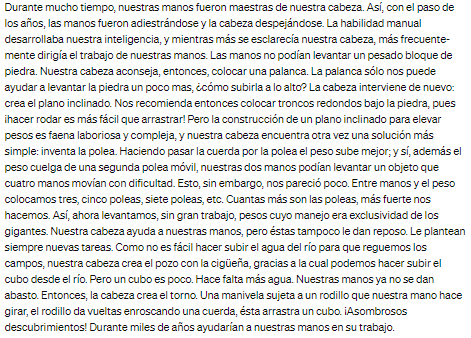 Durante mucho tiempo, nuestras manos fueron maestras de nuestra cabeza. Así, con el paso de
los años, las manos fueron adiestrándose y la cabeza despejándose. La habilidad manual
desarrollaba nuestra inteligencia, y mientras más se esclarecía nuestra cabeza, más frecuente-
mente dirigía el trabajo de nuestras manos. Las manos no podían levantar un pesado bloque de
piedra. Nuestra cabeza aconseja, entonces, colocar una palanca. La palanca sólo nos puede
ayudar a levantar la piedra un poco mas, ¿cómo subirla a lo alto? La cabeza interviene de nuevo:
crea el plano inclinado. Nos recomienda entonces colocar troncos redondos bajo la piedra, pues
¡hacer rodar es más fácil que arrastrar! Pero la construcción de un plano inclinado para elevar
pesos es faena laboriosa y compleja, y nuestra cabeza encuentra otra vez una solución más
simple: inventa la polea. Haciendo pasar la cuerda por la polea el peso sube mejor; y sí, además el
peso cuelga de una segunda polea móvil, nuestras dos manos podían levantar un objeto que
cuatro manos movían con dificultad. Esto, sin embargo, nos pareció poco. Entre manos y el peso
colocamos tres, cinco poleas, siete poleas, etc. Cuantas más son las poleas, más fuerte nos
hacemos. Así, ahora levantamos, sin gran trabajo, pesos cuyo manejo era exclusividad de los
gigantes. Nuestra cabeza ayuda a nuestras manos, pero éstas tampoco le dan reposo. Le plantean
siempre nuevas tareas. Como no es fácil hacer subir el agua del río para que reguemos los
campos, nuestra cabeza crea el pozo con la cigüeña, gracias a la cual podemos hacer subir el
cubo desde el río. Pero un cubo es poco. Hace falta más agua. Nuestras manos ya no se dan
abasto. Entonces, la cabeza crea el torno. Una manivela sujeta a un rodillo que nuestra mano hace
girar, el rodillo da vueltas enroscando una cuerda, ésta arrastra un cubo. ¡Asombrosos
descubrimientos! Durante miles de años ayudarían a nuestras manos en su trabajo.